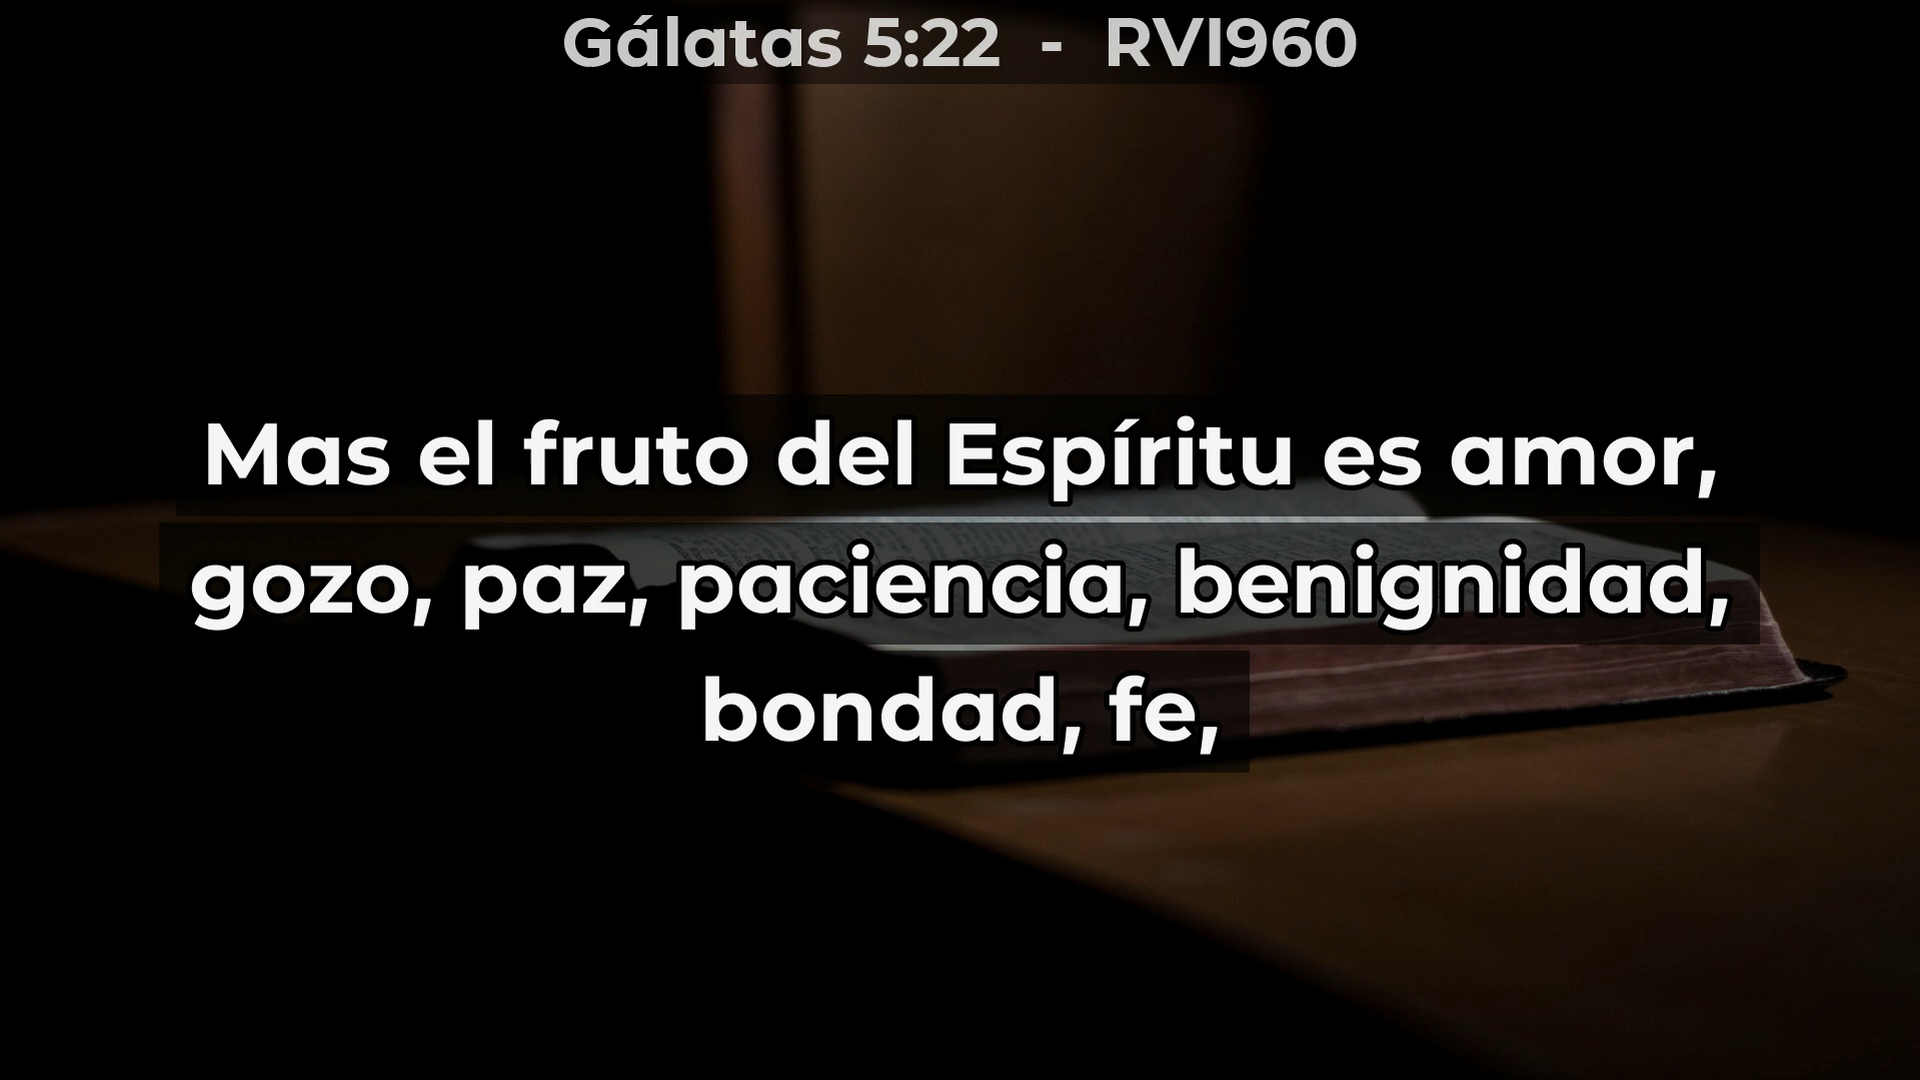 Gálatas 5:22 - RVI960
Mas el fruto del Espíritu es amor,
gozo, paz, paciencia, benignidad,
bondad, fe,